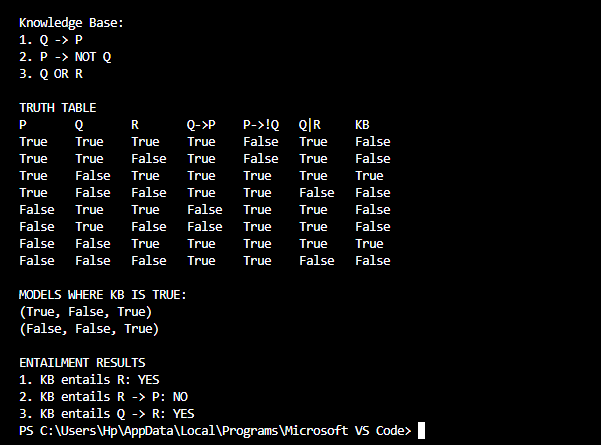 Knowledge Base:
1. Q -> P
2. P -> NOT Q
3. Q OR R
TRUTH TABLE
P Q R Q->P P->!Q Q|R KB
True True True True False True False
True True False True False True False
True False True True True True True
True False False True True False False
False True True False True True False
False True False False True True False
False False True True True True True
False False False True True False False
MODELS WHERE KB IS TRUE:
(True, False, True)
(False, False, True)
ENTAILMENT RESULTS
1. KB entails R: YES
2. KB entails R -> P: NO
3. KB entails Q -> R: YES
PS C:\Users\Hp\AppData\Local\Programs\Microsoft VS Code>